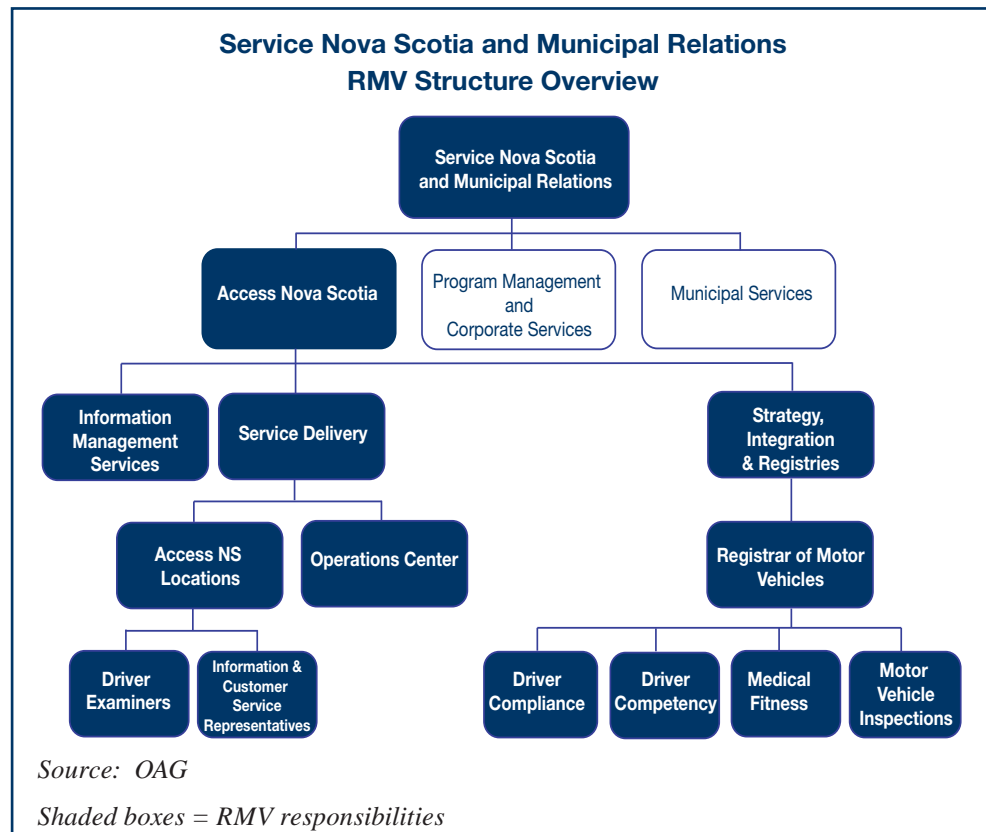 Service Nova Scotia and Municipal Relations
RMV Structure Overview
Service Nova Scotia
and Municipal Relations
Access Nova Scotia
Program Management
and
Corporate Services
Municipal Services
Information
Management
Services
Service Delivery
Strategy,
Integration
& Registries
Access NS
Locations
Operations Center
Registrar of Motor
Vehicles
Driver
Examiners
Information &
Customer
Service
Representatives
Driver
Compliance
Driver
Competency
Medical
Fitness
Motor
Vehicle
Inspections
Source: OAG
Shaded boxes = RMV responsibilities